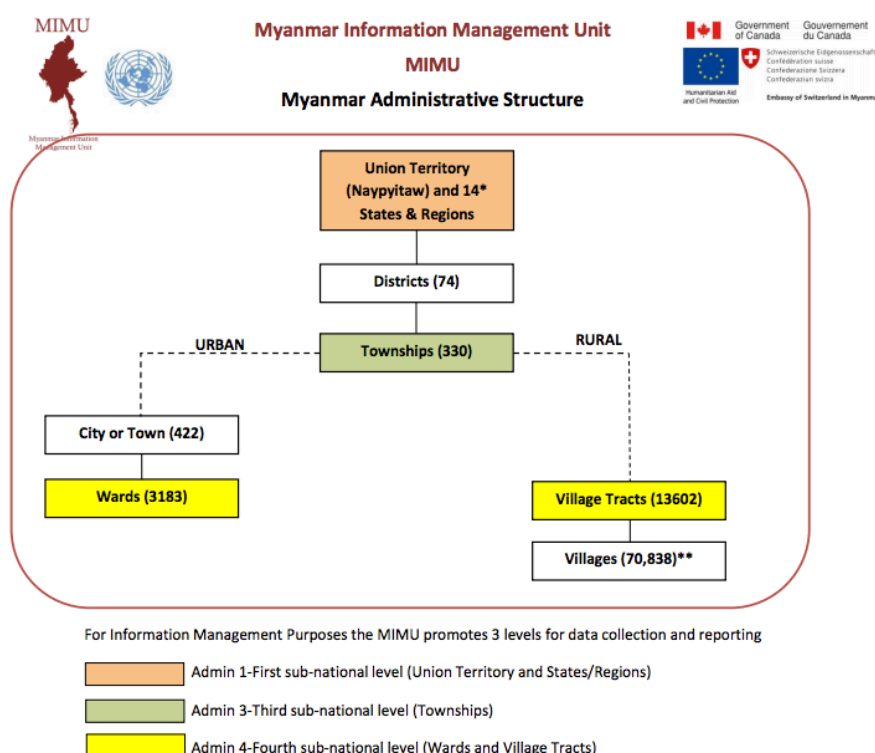 MIMU
Myanmar Information
Management Unit
Myanmar Information Management Unit
MIMU
Myanmar Administrative Structure
Government of Canada
Gouvernement du Canada
Humanitarian Aid
and Civil Protection
Schweizerische Eidgenossenschaft
Confédération suisse
Confederazione Svizzera
Confederaziun svizra
Embassy of Switzerland in Myanmar
Union Territory
(Naypyitaw) and 14*
States & Regions
Districts (74)
Townships (330)
URBAN
RURAL
City or Town (422)
Wards (3183)
Village Tracts (13602)
Villages (70,838)**
For Information Management Purposes the MIMU promotes 3 levels for data collection and reporting
Admin 1-First sub-national level (Union Territory and States/Regions)
Admin 3-Third sub-national level (Townships)
Admin 4-Fourth sub-national level (Wards and Village Tracts)